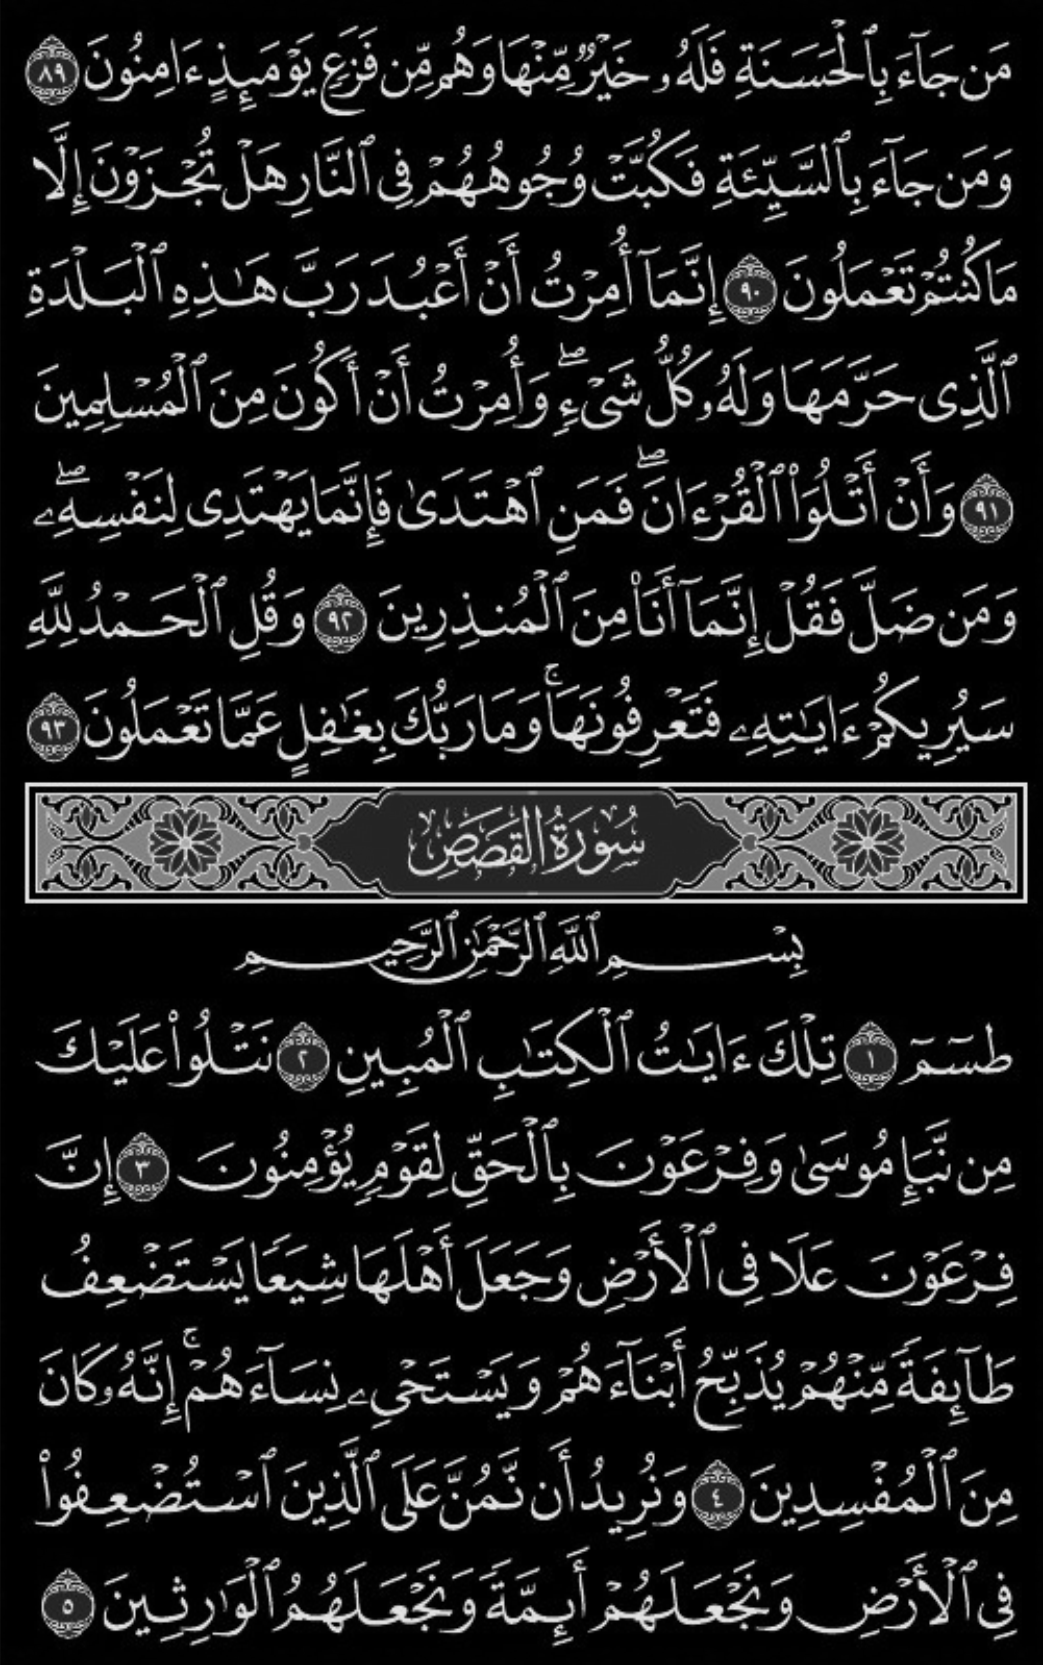 مَن جَآءَ بِٱلْحَسَنَةِ فَلَهُۥ خَيْرٌ مِّنْهَا وَهُم مِّن فَزَعٍ يَوْمَئِذٍ ءَامِنُونَ ٨٩
وَمَن جَآءَ بِٱلسَّيِّئَةِ فَكُبَّتْ وُجُوهُهُمْ فِى ٱلنَّارِ هَلْ تُجْزَوْنَ إِلَّا
مَا كُنتُمْ تَعْمَلُونَ ٩٠ إِنَّمَآ أُمِرْتُ أَنْ أَعْبُدَ رَبَّ هَـٰذِهِ ٱلْبَلْدَةِ
ٱلَّذِى حَرَّمَهَا وَلَهُۥ كُلُّ شَىْءٍ ۖ وَأُمِرْتُ أَنْ أَكُونَ مِنَ ٱلْمُسْلِمِينَ
٩١ وَأَنْ أَتْلُوَا۟ ٱلْقُرْءَانَ ۖ فَمَنِ ٱهْتَدَىٰ فَإِنَّمَا يَهْتَدِى لِنَفْسِهِۦ ۖ
وَمَن ضَلَّ فَقُلْ إِنَّمَآ أَنَا۠ مِنَ ٱلْمُنذِرِينَ ٩٢ وَقُلِ ٱلْحَمْدُ لِلَّهِ
سَيُرِيكُمْ ءَايَـٰتِهِۦ فَتَعْرِفُونَهَا ۚ وَمَا رَبُّكَ بِغَـٰفِلٍ عَمَّا تَعْمَلُونَ ٩٣
سُورَةُ القَصَصِ
بِسْمِ ٱللَّهِ ٱلرَّحْمَـٰنِ ٱلرَّحِيمِ
طسٓمٓ ١ تِلْكَ ءَايَـٰتُ ٱلْكِتَـٰبِ ٱلْمُبِينِ ٢ نَتْلُوا۟ عَلَيْكَ
مِن نَّبَإِ مُوسَىٰ وَفِرْعَوْنَ بِٱلْحَقِّ لِقَوْمٍ يُؤْمِنُونَ ٣ إِنَّ
فِرْعَوْنَ عَلَا فِى ٱلْأَرْضِ وَجَعَلَ أَهْلَهَا شِيَعًا يَسْتَضْعِفُ
طَآئِفَةً مِّنْهُمْ يُذَبِّحُ أَبْنَآءَهُمْ وَيَسْتَحْىِۦ نِسَآءَهُمْ ۚ إِنَّهُۥ كَانَ
مِنَ ٱلْمُفْسِدِينَ ٤ وَنُرِيدُ أَن نَّمُنَّ عَلَى ٱلَّذِينَ ٱسْتُضْعِفُوا۟
فِى ٱلْأَرْضِ وَنَجْعَلَهُمْ أَئِمَّةً وَنَجْعَلَهُمُ ٱلْوَٰرِثِينَ ٥